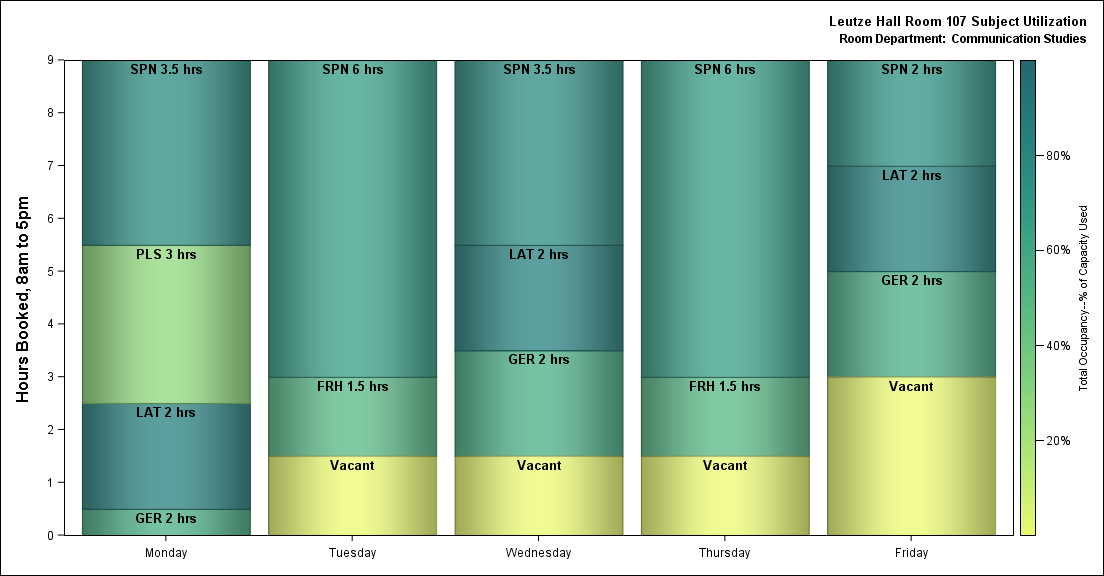 Leutze Hall Room 107 Subject Utilization
Room Department: Communication Studies
Hours Booked, 8am to 5pm
9
8
7
6
5
4
3
2
1
0
SPN 3.5 hrs
PLS 3 hrs
LAT 2 hrs
GER 2 hrs
SPN 6 hrs
FRH 1.5 hrs
Vacant
SPN 3.5 hrs
LAT 2 hrs
GER 2 hrs
Vacant
SPN 6 hrs
FRH 1.5 hrs
Vacant
SPN 2 hrs
LAT 2 hrs
GER 2 hrs
Vacant
Monday
Tuesday
Wednesday
Thursday
Friday
80%
60%
40%
20%
Total Occupancy--% of Capacity Used